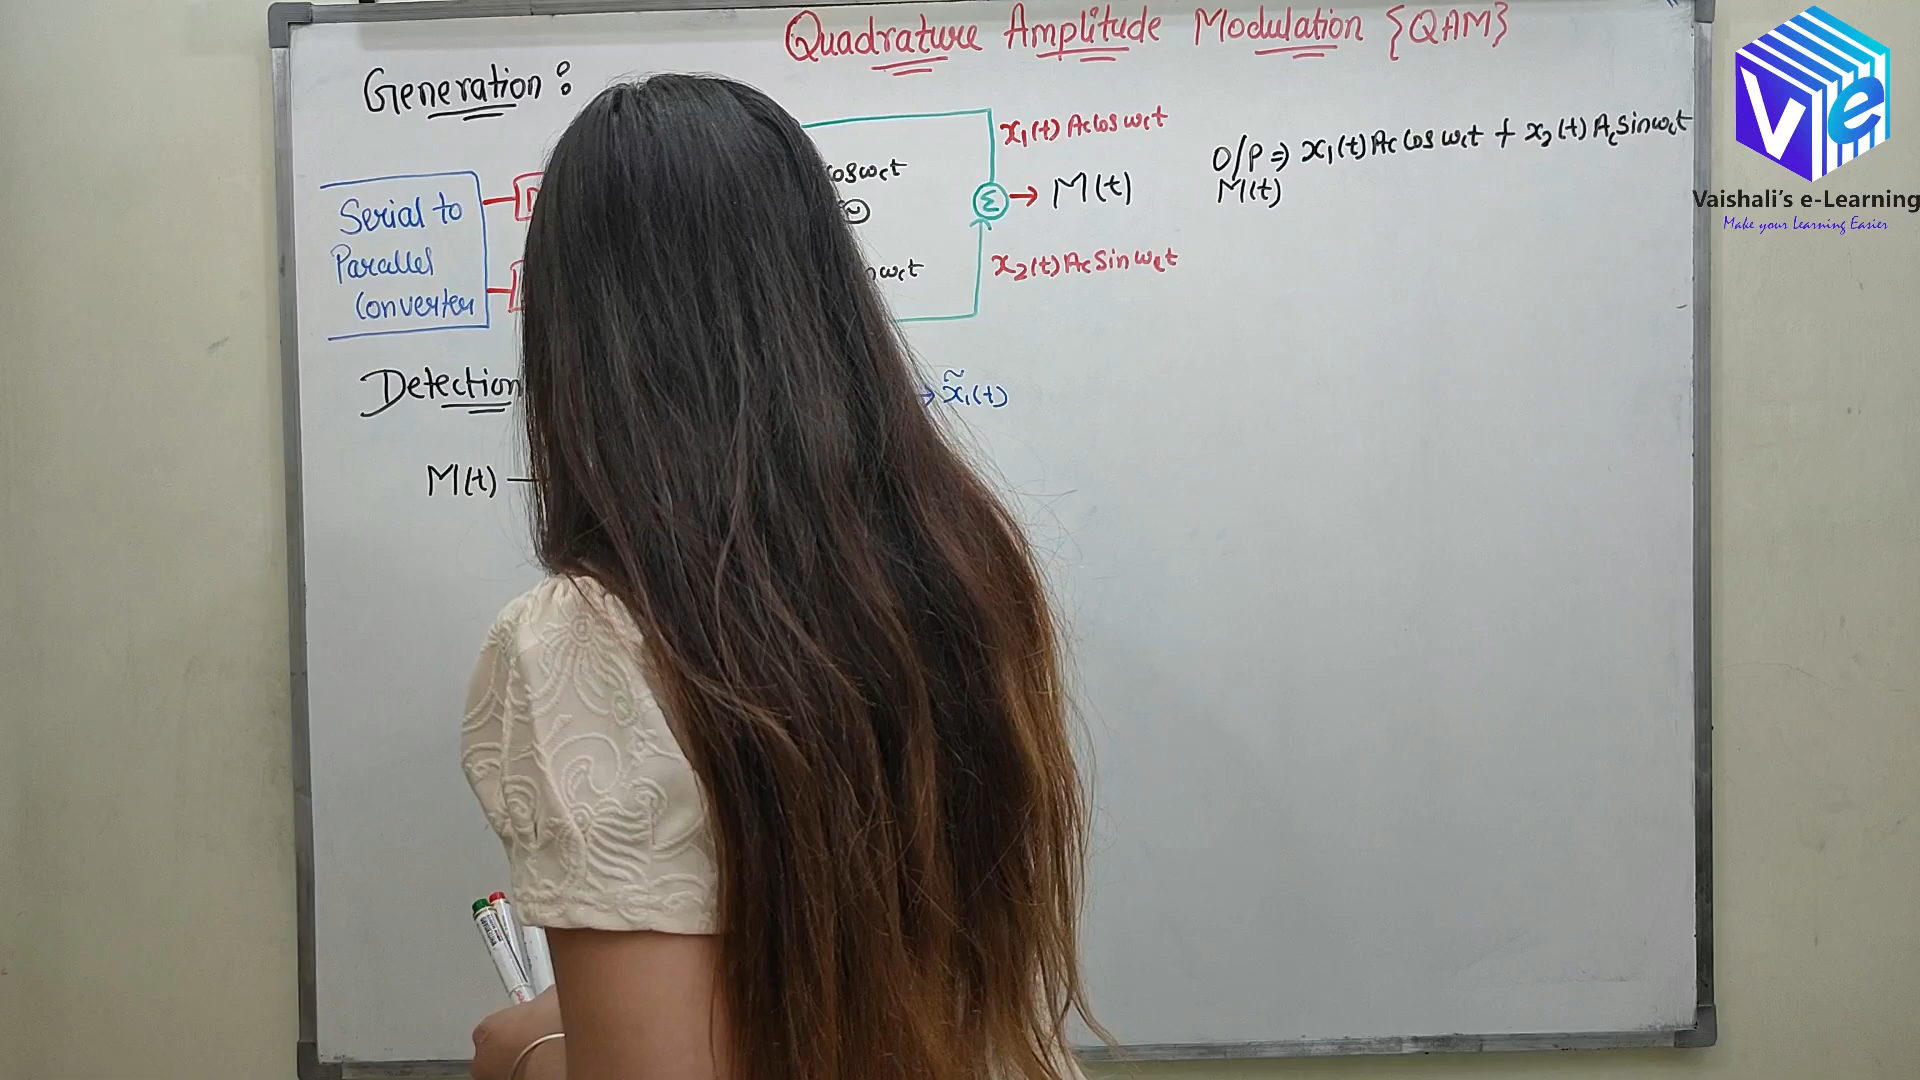 Quadrature Amplitude Modulation {QAM}
Generation :
x₁(t) Ac cos ωct
O/P ⇒ x₁(t) Ac Cos ωct + x₂(t) Ac Sin ωct
M(t)
cosωct
Σ → M(t)
Serial to
Parallel
Converter
x₂(t) Ac Sin ωct
ωct
Detection
→ x̃₁(t)
M(t)
Ve
Vaishali's e-Learning
Make your Learning Easier